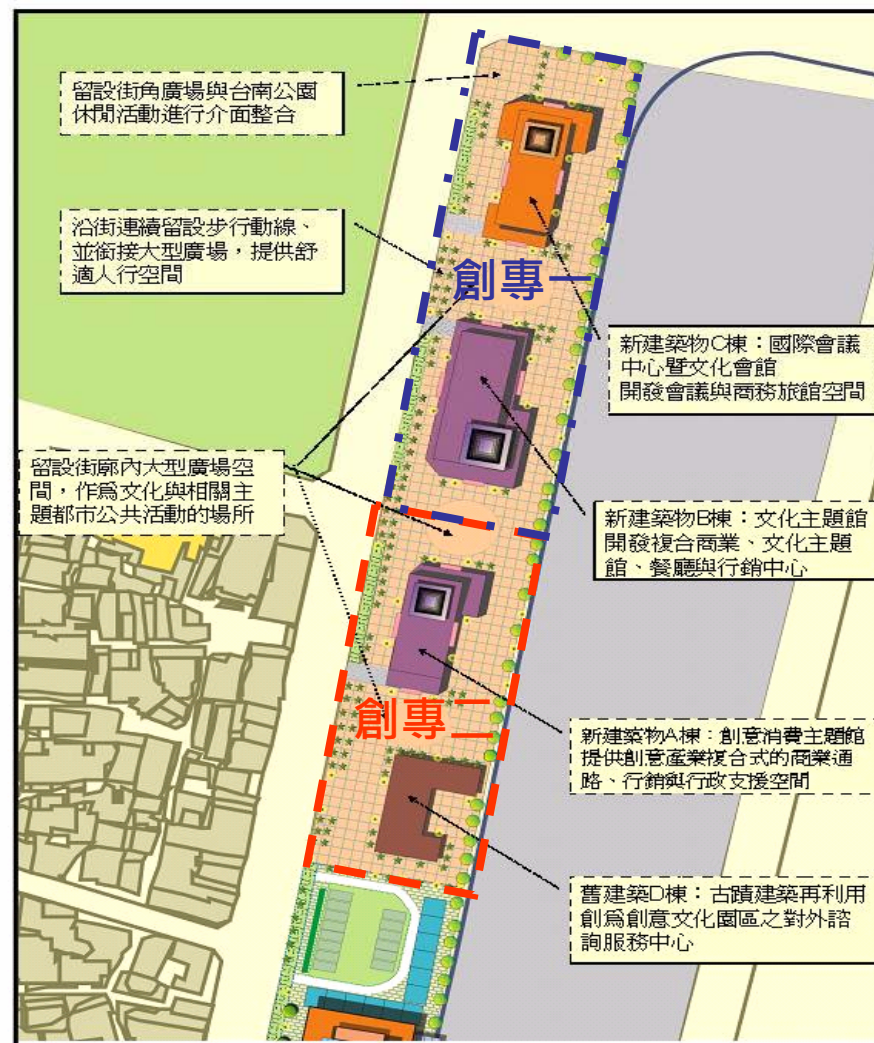 留設街角廣場與台南公園
休閒活動進行介面整合
沿街連續留設步行動線、
並銜接大型廣場，提供舒
適人行空間
創專一
新建築物C棟：國際會議
中心暨文化會館
開發會議與商務旅館空間
留設街廓內大型廣場空
間，作為文化與相關主
題都市公共活動的場所
新建築物B棟：文化主題館
開發複合商業、文化主題
館、餐廳與行銷中心
創專二
新建築物A棟：創意消費主題館
提供創意產業複合式的商業通
路、行銷與行政支援空間
舊建築D棟：古蹟建築再利用
創為創意文化園區之對外諮
詢服務中心